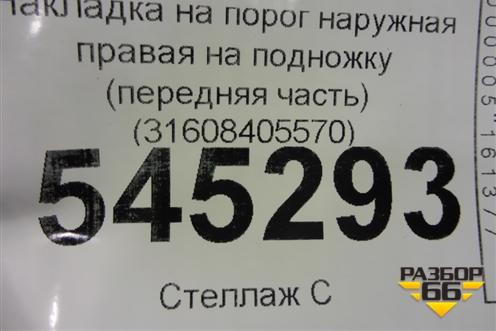 Накладка на порог наружная
правая на подножку
(передняя часть)
(31608405570)
545293
Стеллаж С
РАЗБОР
66